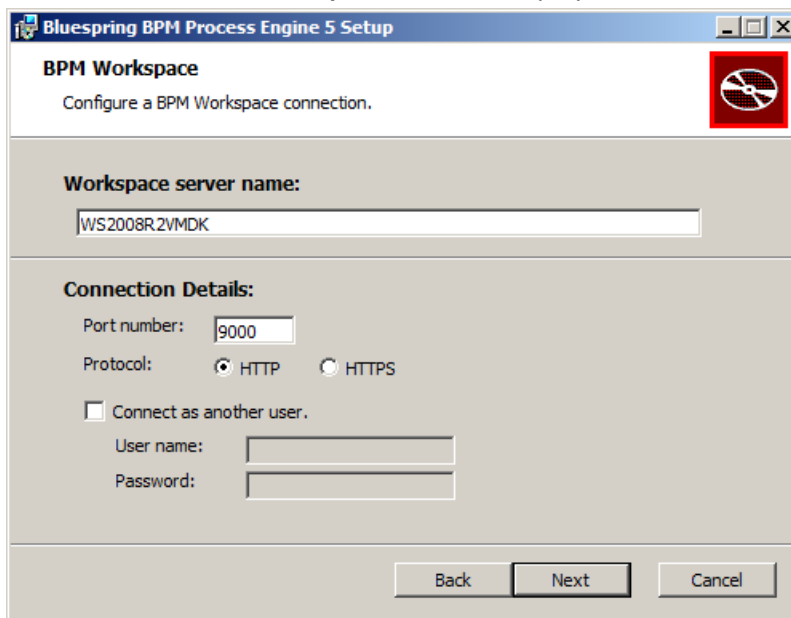 Bluespring BPM Process Engine 5 Setup
BPM Workspace
Configure a BPM Workspace connection.
Workspace server name:
WS2008R2VMDK
Connection Details:
Port number: 9000
Protocol: HTTP HTTPS
Connect as another user.
User name:
Password:
Back Next Cancel